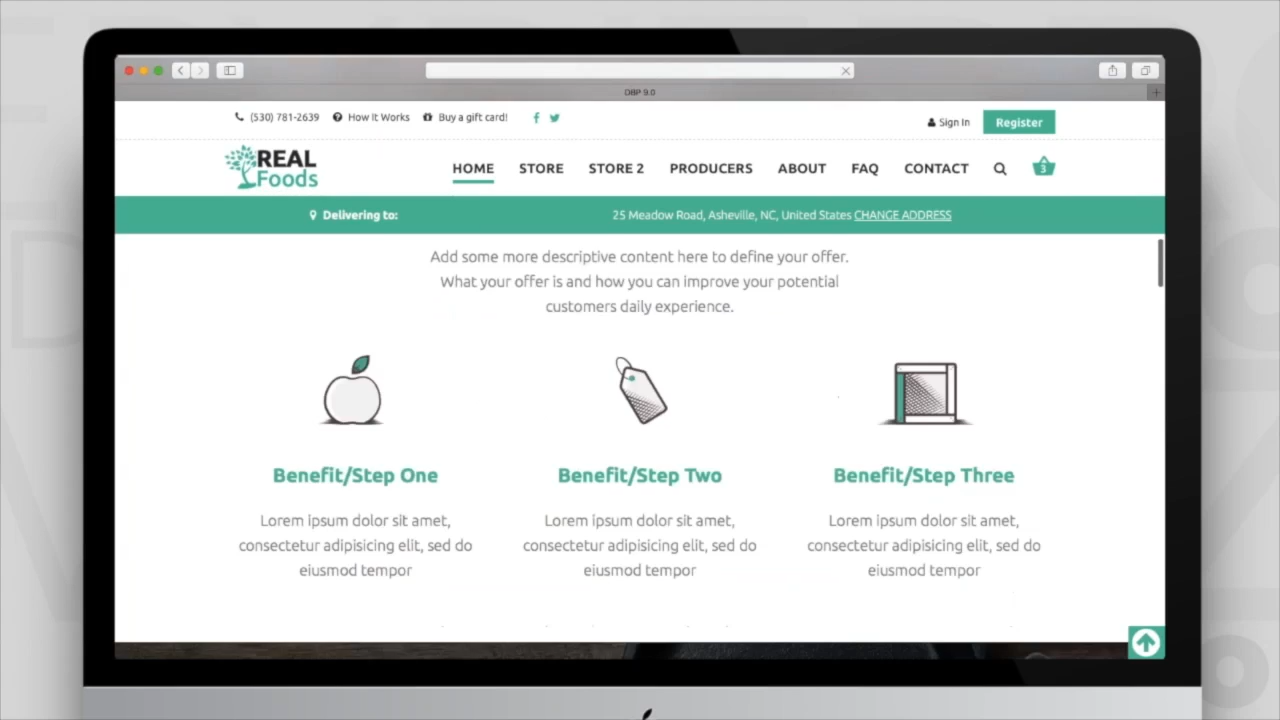 OBP 9.0
(530) 781-2639 How It Works Buy a gift card!
Sign In Register
REAL Foods
HOME STORE STORE 2 PRODUCERS ABOUT FAQ CONTACT 3
Delivering to: 25 Meadow Road, Asheville, NC, United States CHANGE ADDRESS
Add some more descriptive content here to define your offer.
What your offer is and how you can improve your potential
customers daily experience.
Benefit/Step One
Lorem ipsum dolor sit amet,
consectetur adipisicing elit, sed do
eiusmod tempor
Benefit/Step Two
Lorem ipsum dolor sit amet,
consectetur adipisicing elit, sed do
eiusmod tempor
Benefit/Step Three
Lorem ipsum dolor sit amet,
consectetur adipisicing elit, sed do
eiusmod tempor